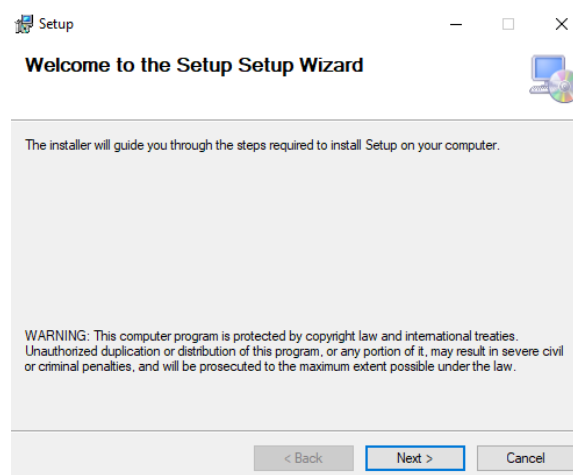 Setup
Welcome to the Setup Setup Wizard
The installer will guide you through the steps required to install Setup on your computer.
WARNING: This computer program is protected by copyright law and international treaties.
Unauthorized duplication or distribution of this program, or any portion of it, may result in severe civil
or criminal penalties, and will be prosecuted to the maximum extent possible under the law.
< Back Next > Cancel